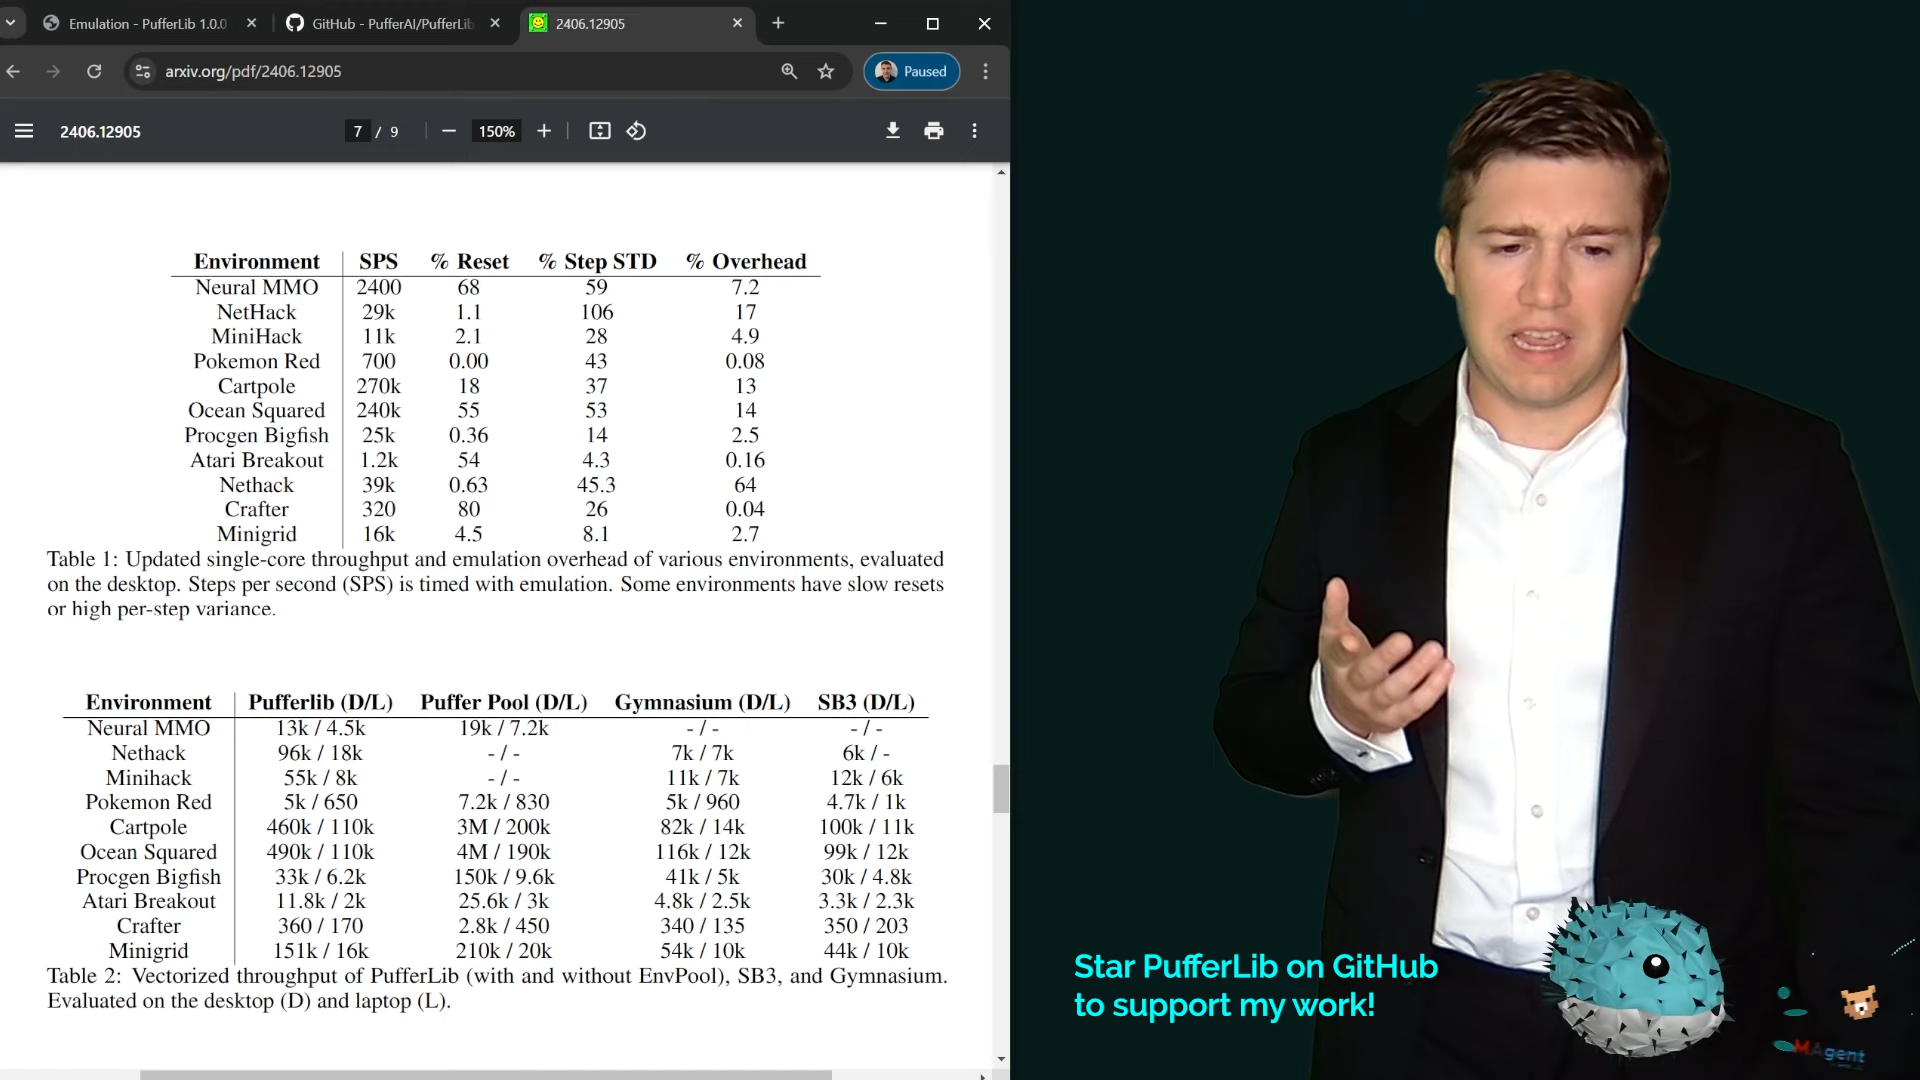 Emulation - PufferLib 1.0.0
GitHub - PufferAI/PufferLib
2406.12905
arxiv.org/pdf/2406.12905
Paused
2406.12905
7 / 9
150%
Environment SPS % Reset % Step STD % Overhead
Neural MMO 2400 68 59 7.2
NetHack 29k 1.1 106 17
MiniHack 11k 2.1 28 4.9
Pokemon Red 700 0.00 43 0.08
Cartpole 270k 18 37 13
Ocean Squared 240k 55 53 14
Procgen Bigfish 25k 0.36 14 2.5
Atari Breakout 1.2k 54 4.3 0.16
Nethack 39k 0.63 45.3 64
Crafter 320 80 26 0.04
Minigrid 16k 4.5 8.1 2.7
Table 1: Updated single-core throughput and emulation overhead of various environments, evaluated
on the desktop. Steps per second (SPS) is timed with emulation. Some environments have slow resets
or high per-step variance.
Environment Pufferlib (D/L) Puffer Pool (D/L) Gymnasium (D/L) SB3 (D/L)
Neural MMO 13k / 4.5k 19k / 7.2k - / - - / -
Nethack 96k / 18k - / - 7k / 7k 6k / -
Minihack 55k / 8k - / - 11k / 7k 12k / 6k
Pokemon Red 5k / 650 7.2k / 830 5k / 960 4.7k / 1k
Cartpole 460k / 110k 3M / 200k 82k / 14k 100k / 11k
Ocean Squared 490k / 110k 4M / 190k 116k / 12k 99k / 12k
Procgen Bigfish 33k / 6.2k 150k / 9.6k 41k / 5k 30k / 4.8k
Atari Breakout 11.8k / 2k 25.6k / 3k 4.8k / 2.5k 3.3k / 2.3k
Crafter 360 / 170 2.8k / 450 340 / 135 350 / 203
Minigrid 151k / 16k 210k / 20k 54k / 10k 44k / 10k
Table 2: Vectorized throughput of PufferLib (with and without EnvPool), SB3, and Gymnasium.
Evaluated on the desktop (D) and laptop (L).
Star PufferLib on GitHub
to support my work!
MAgent